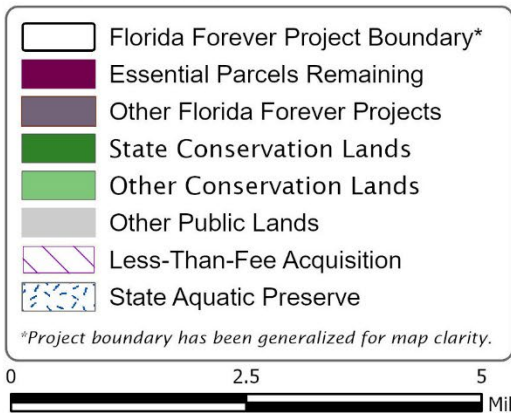 Florida Forever Project Boundary*
Essential Parcels Remaining
Other Florida Forever Projects
State Conservation Lands
Other Conservation Lands
Other Public Lands
Less-Than-Fee Acquisition
State Aquatic Preserve
*Project boundary has been generalized for map clarity.
0 2.5 5
Mil